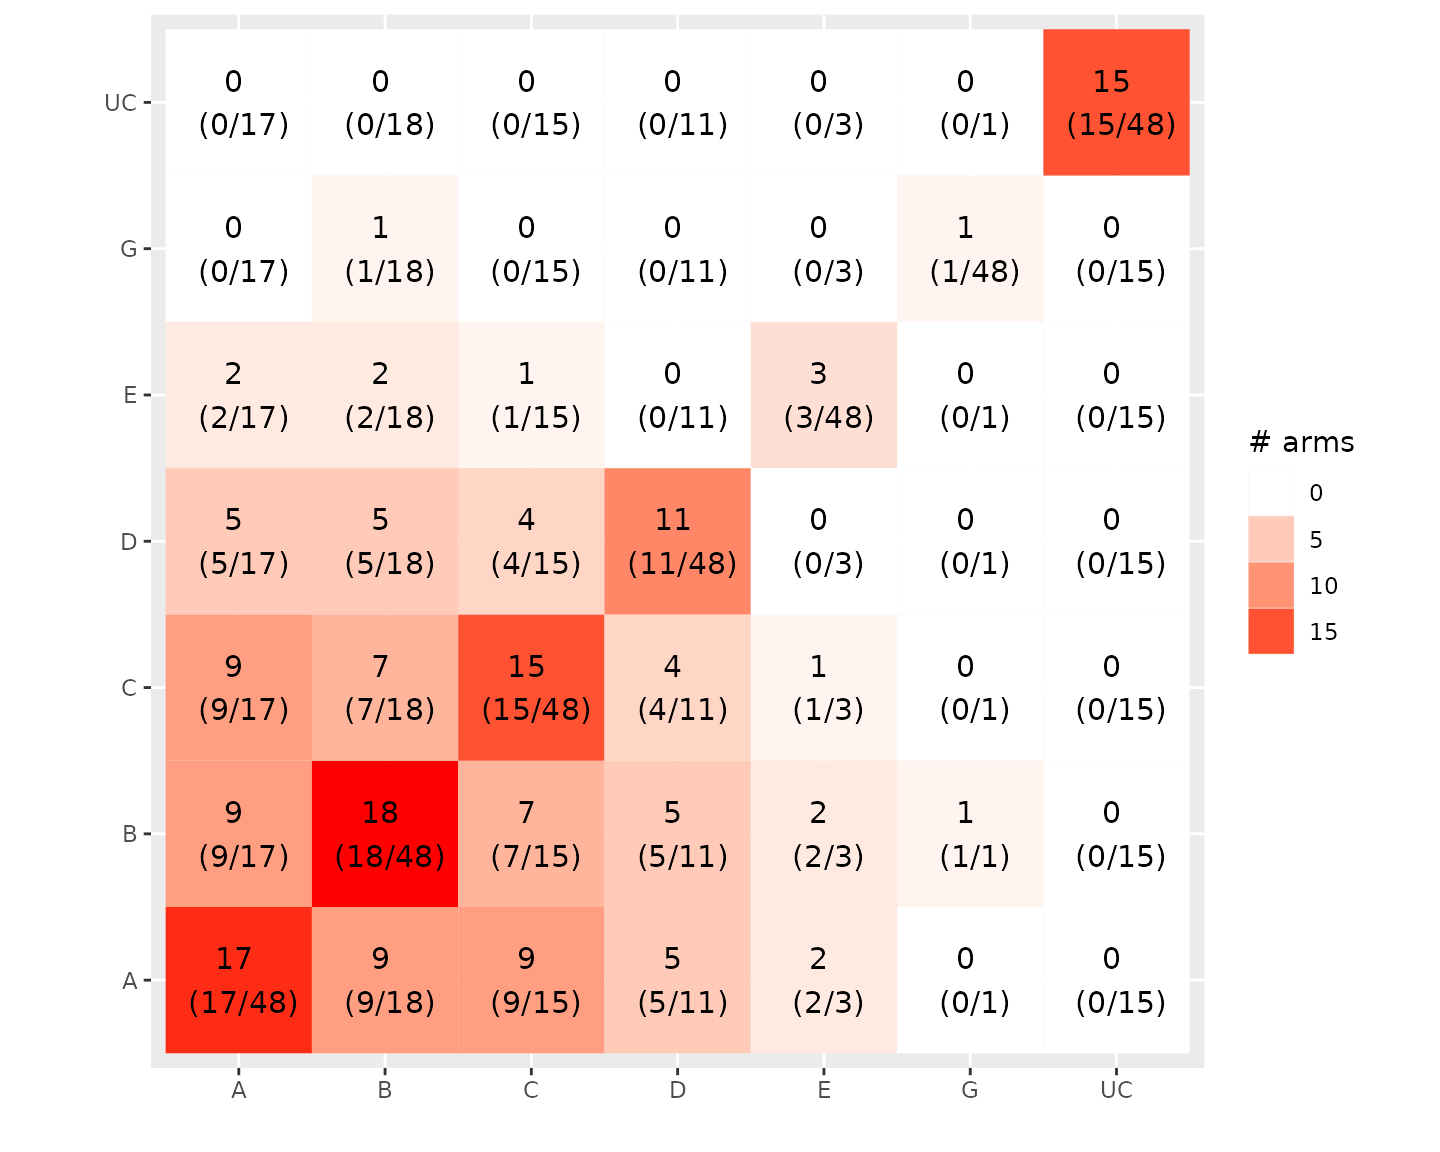 UC
0 0 0 0 0 0 15
(0/17) (0/18) (0/15) (0/11) (0/3) (0/1) (15/48)
G
0 1 0 0 0 1 0
(0/17) (1/18) (0/15) (0/11) (0/3) (1/48) (0/15)
E
2 2 1 0 3 0 0
(2/17) (2/18) (1/15) (0/11) (3/48) (0/1) (0/15)
D
5 5 4 11 0 0 0
(5/17) (5/18) (4/15) (11/48) (0/3) (0/1) (0/15)
C
9 7 15 4 1 0 0
(9/17) (7/18) (15/48) (4/11) (1/3) (0/1) (0/15)
B
9 18 7 5 2 1 0
(9/17) (18/48) (7/15) (5/11) (2/3) (1/1) (0/15)
A
17 9 9 5 2 0 0
(17/48) (9/18) (9/15) (5/11) (2/3) (0/1) (0/15)
A B C D E G UC
# arms
0
5
10
15